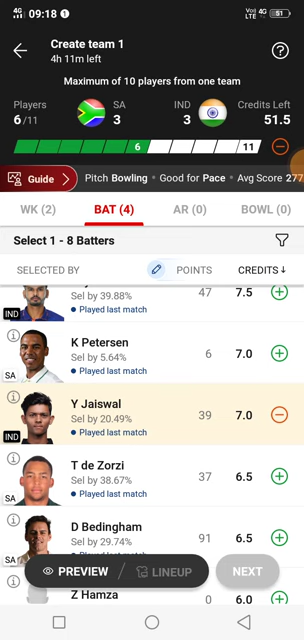 4G 09:18 1 Vo) LTE 4G 51
Create team 1
4h 11m left
?
Maximum of 10 players from one team
Players SA IND Credits Left
6/11 3 3 51.5
6 11
Guide Pitch Bowling • Good for Pace • Avg Score 277
WK (2) BAT (4) AR (0) BOWL (0)
Select 1 - 8 Batters
SELECTED BY POINTS CREDITS↓
Sel by 39.88% 47 7.5
Played last match
IND
K Petersen
Sel by 5.64% 6 7.0
Played last match
SA
Y Jaiswal
Sel by 20.49% 39 7.0
Played last match
IND
T de Zorzi
Sel by 38.67% 37 6.5
Played last match
SA
D Bedingham
Sel by 29.74% 91 6.5
SA
PREVIEW / LINEUP NEXT
Z Hamza 0 6.0